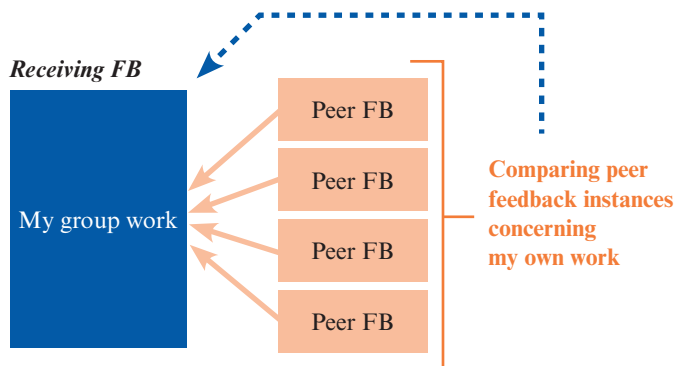 Receiving FB
My group work
Peer FB
Peer FB
Peer FB
Peer FB
Comparing peer
feedback instances
concerning
my own work